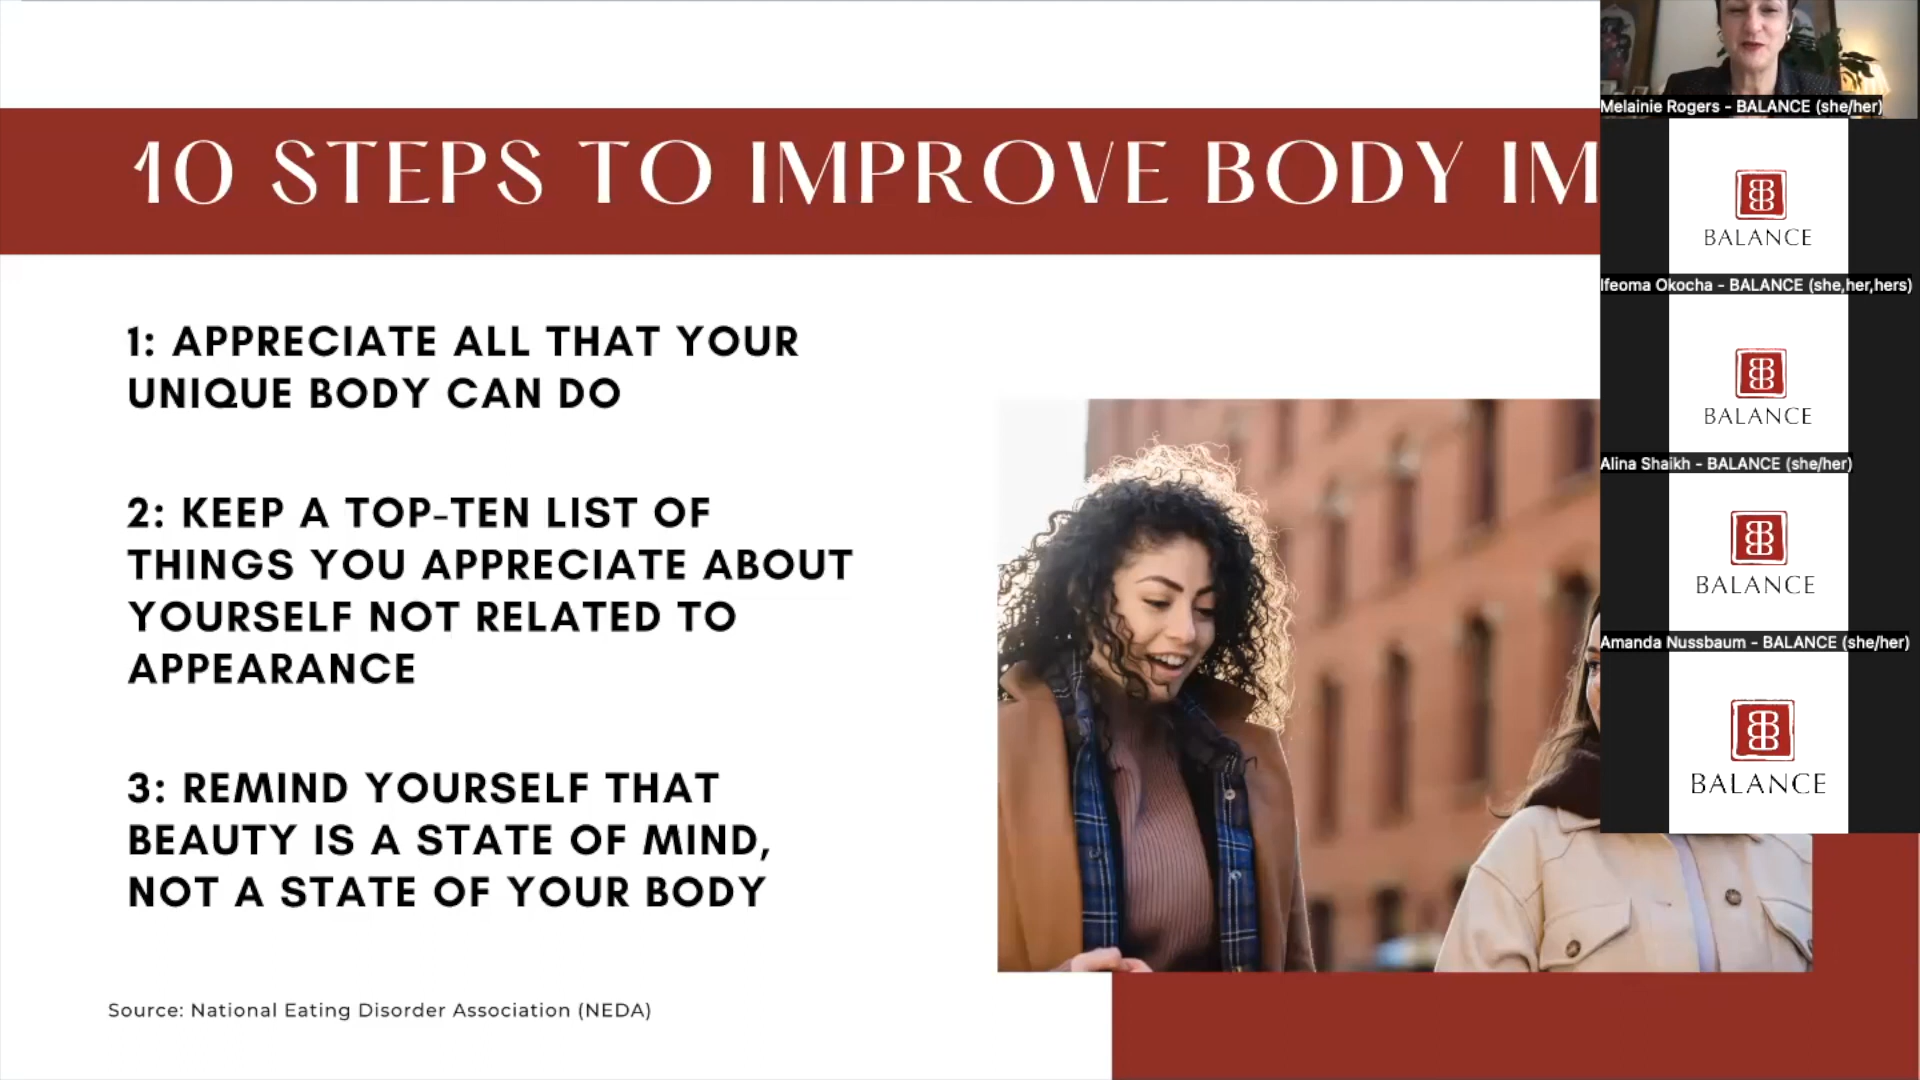 10 STEPS TO IMPROVE BODY IM
1: APPRECIATE ALL THAT YOUR
UNIQUE BODY CAN DO
2: KEEP A TOP-TEN LIST OF
THINGS YOU APPRECIATE ABOUT
YOURSELF NOT RELATED TO
APPEARANCE
3: REMIND YOURSELF THAT
BEAUTY IS A STATE OF MIND,
NOT A STATE OF YOUR BODY
Source: National Eating Disorder Association (NEDA)
Melainie Rogers - BALANCE (she/her)
BALANCE
Ifeoma Okocha - BALANCE (she,her,hers)
BALANCE
Alina Shaikh - BALANCE (she/her)
BALANCE
Amanda Nussbaum - BALANCE (she/her)
BALANCE